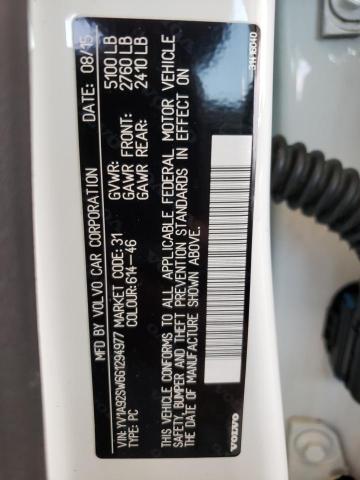 MFD BY VOLVO CAR CORPORATION DATE: 08/15
GVWR: 5100 LB
GAWR FRONT: 2760 LB
GAWR REAR: 2410 LB
VIN: YV1A92SW6G1294977 MARKET CODE: 31
TYPE: PC COLOUR: 614-46
THIS VEHICLE CONFORMS TO ALL APPLICABLE FEDERAL MOTOR VEHICLE
SAFETY, BUMPER AND THEFT PREVENTION STANDARDS IN EFFECT ON
THE DATE OF MANUFACTURE SHOWN ABOVE.
VOLVO